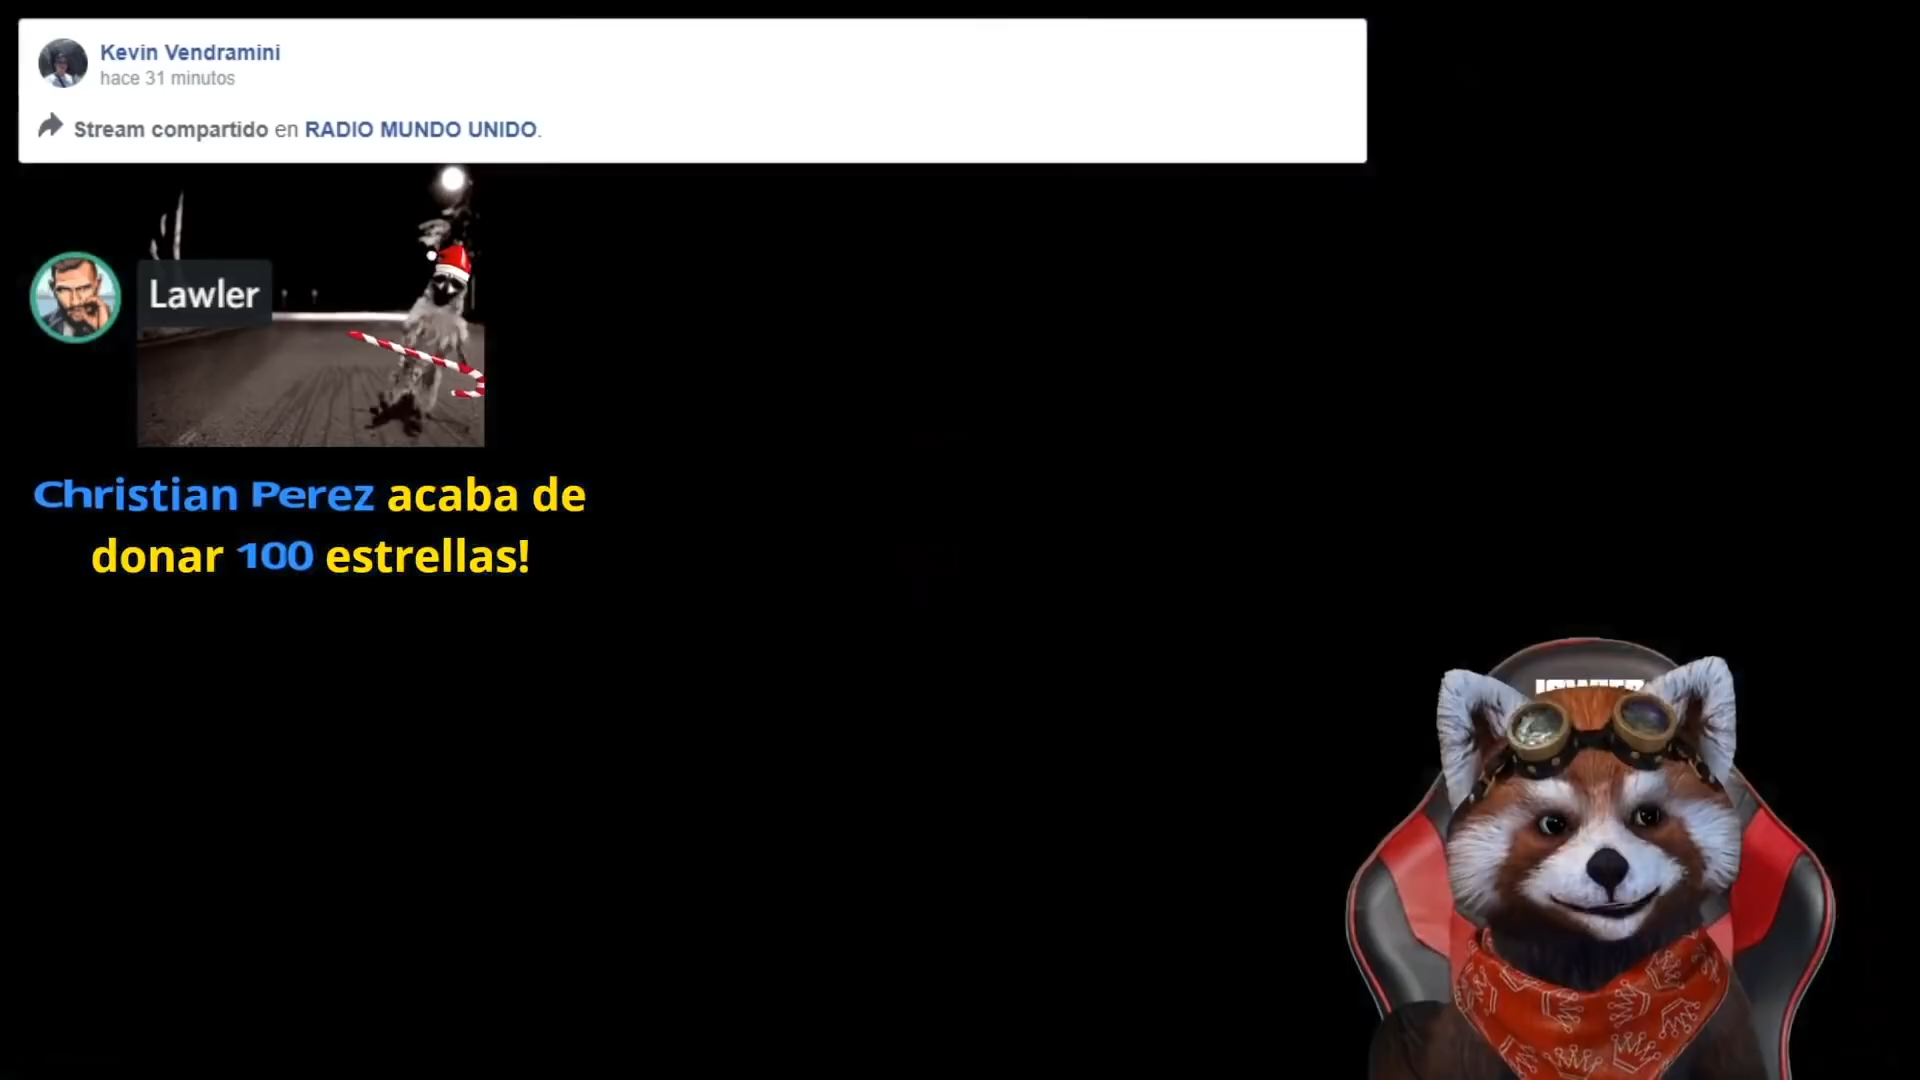 Kevin Vendramini
hace 31 minutos
Stream compartido en RADIO MUNDO UNIDO.
Lawler
Christian Perez acaba de
donar 100 estrellas!